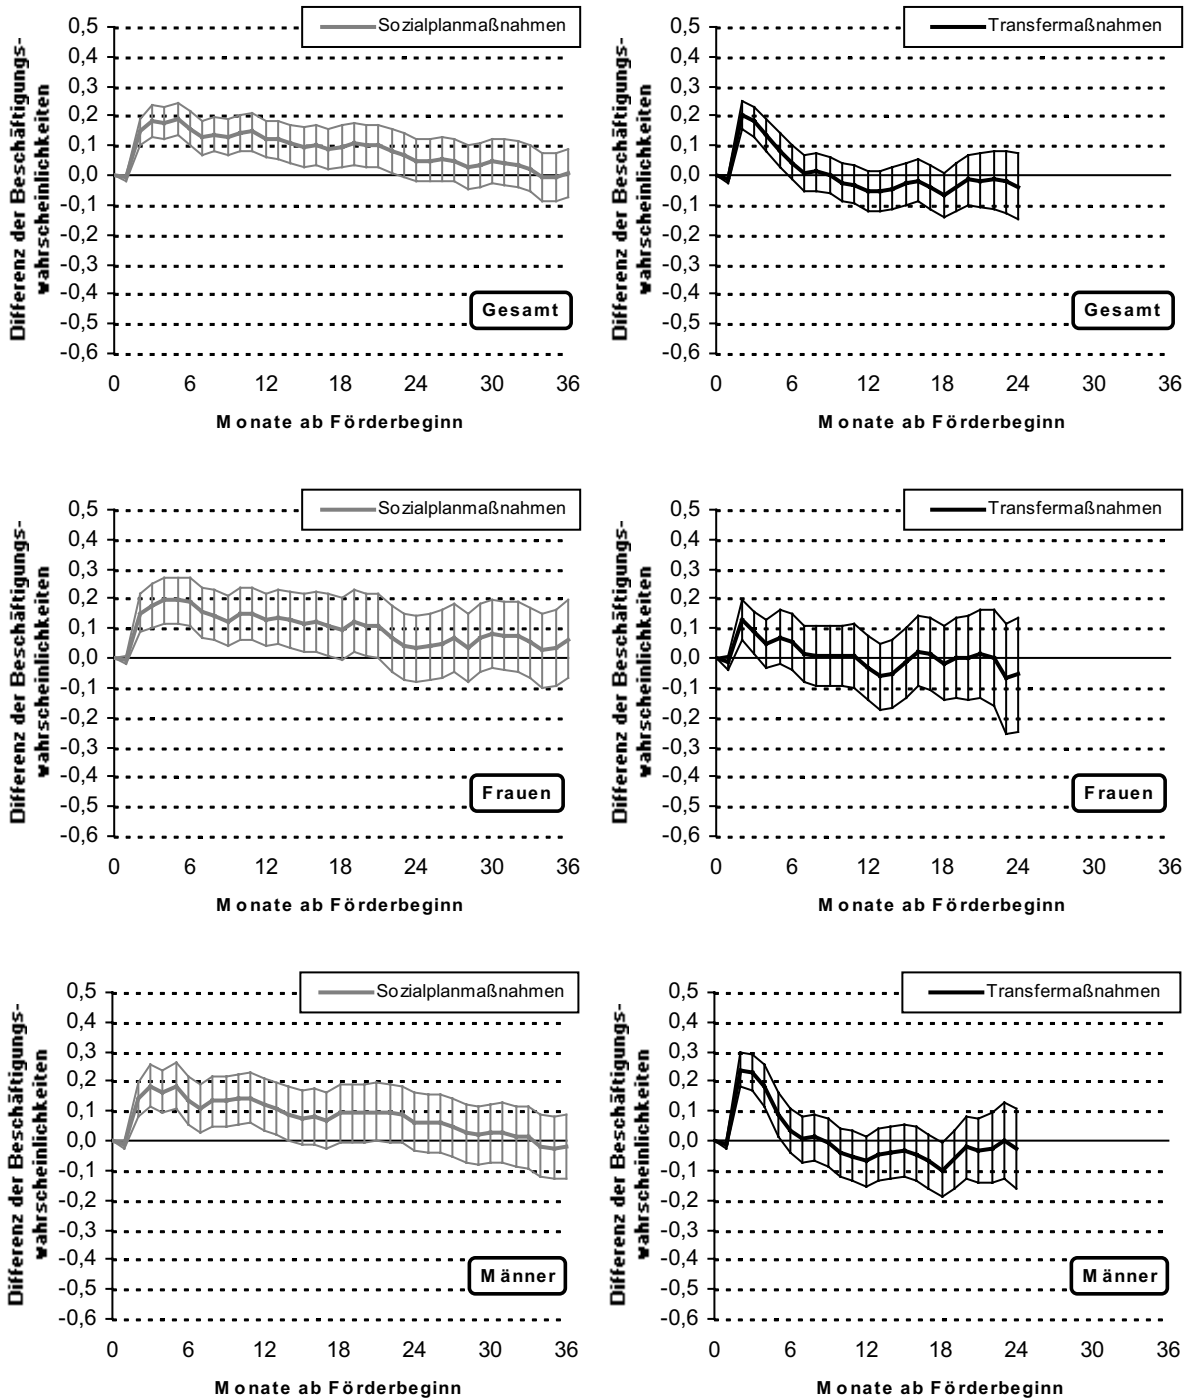 Sozialplanmaßnahmen
Differenz der Beschäftigungs-
wahrscheinlichkeiten
0,5
0,4
0,3
0,2
0,1
0,0
-0,1
-0,2
-0,3
-0,4
-0,5
-0,6
Gesamt
0 6 12 18 24 30 36
Monate ab Förderbeginn
Transfermaßnahmen
Differenz der Beschäftigungs-
wahrscheinlichkeiten
0,5
0,4
0,3
0,2
0,1
0,0
-0,1
-0,2
-0,3
-0,4
-0,5
-0,6
Gesamt
0 6 12 18 24 30 36
Monate ab Förderbeginn
Sozialplanmaßnahmen
Differenz der Beschäftigungs-
wahrscheinlichkeiten
0,5
0,4
0,3
0,2
0,1
0,0
-0,1
-0,2
-0,3
-0,4
-0,5
-0,6
Frauen
0 6 12 18 24 30 36
Monate ab Förderbeginn
Transfermaßnahmen
Differenz der Beschäftigungs-
wahrscheinlichkeiten
0,5
0,4
0,3
0,2
0,1
0,0
-0,1
-0,2
-0,3
-0,4
-0,5
-0,6
Frauen
0 6 12 18 24 30 36
Monate ab Förderbeginn
Sozialplanmaßnahmen
Differenz der Beschäftigungs-
wahrscheinlichkeiten
0,5
0,4
0,3
0,2
0,1
0,0
-0,1
-0,2
-0,3
-0,4
-0,5
-0,6
Männer
0 6 12 18 24 30 36
Monate ab Förderbeginn
Transfermaßnahmen
Differenz der Beschäftigungs-
wahrscheinlichkeiten
0,5
0,4
0,3
0,2
0,1
0,0
-0,1
-0,2
-0,3
-0,4
-0,5
-0,6
Männer
0 6 12 18 24 30 36
Monate ab Förderbeginn